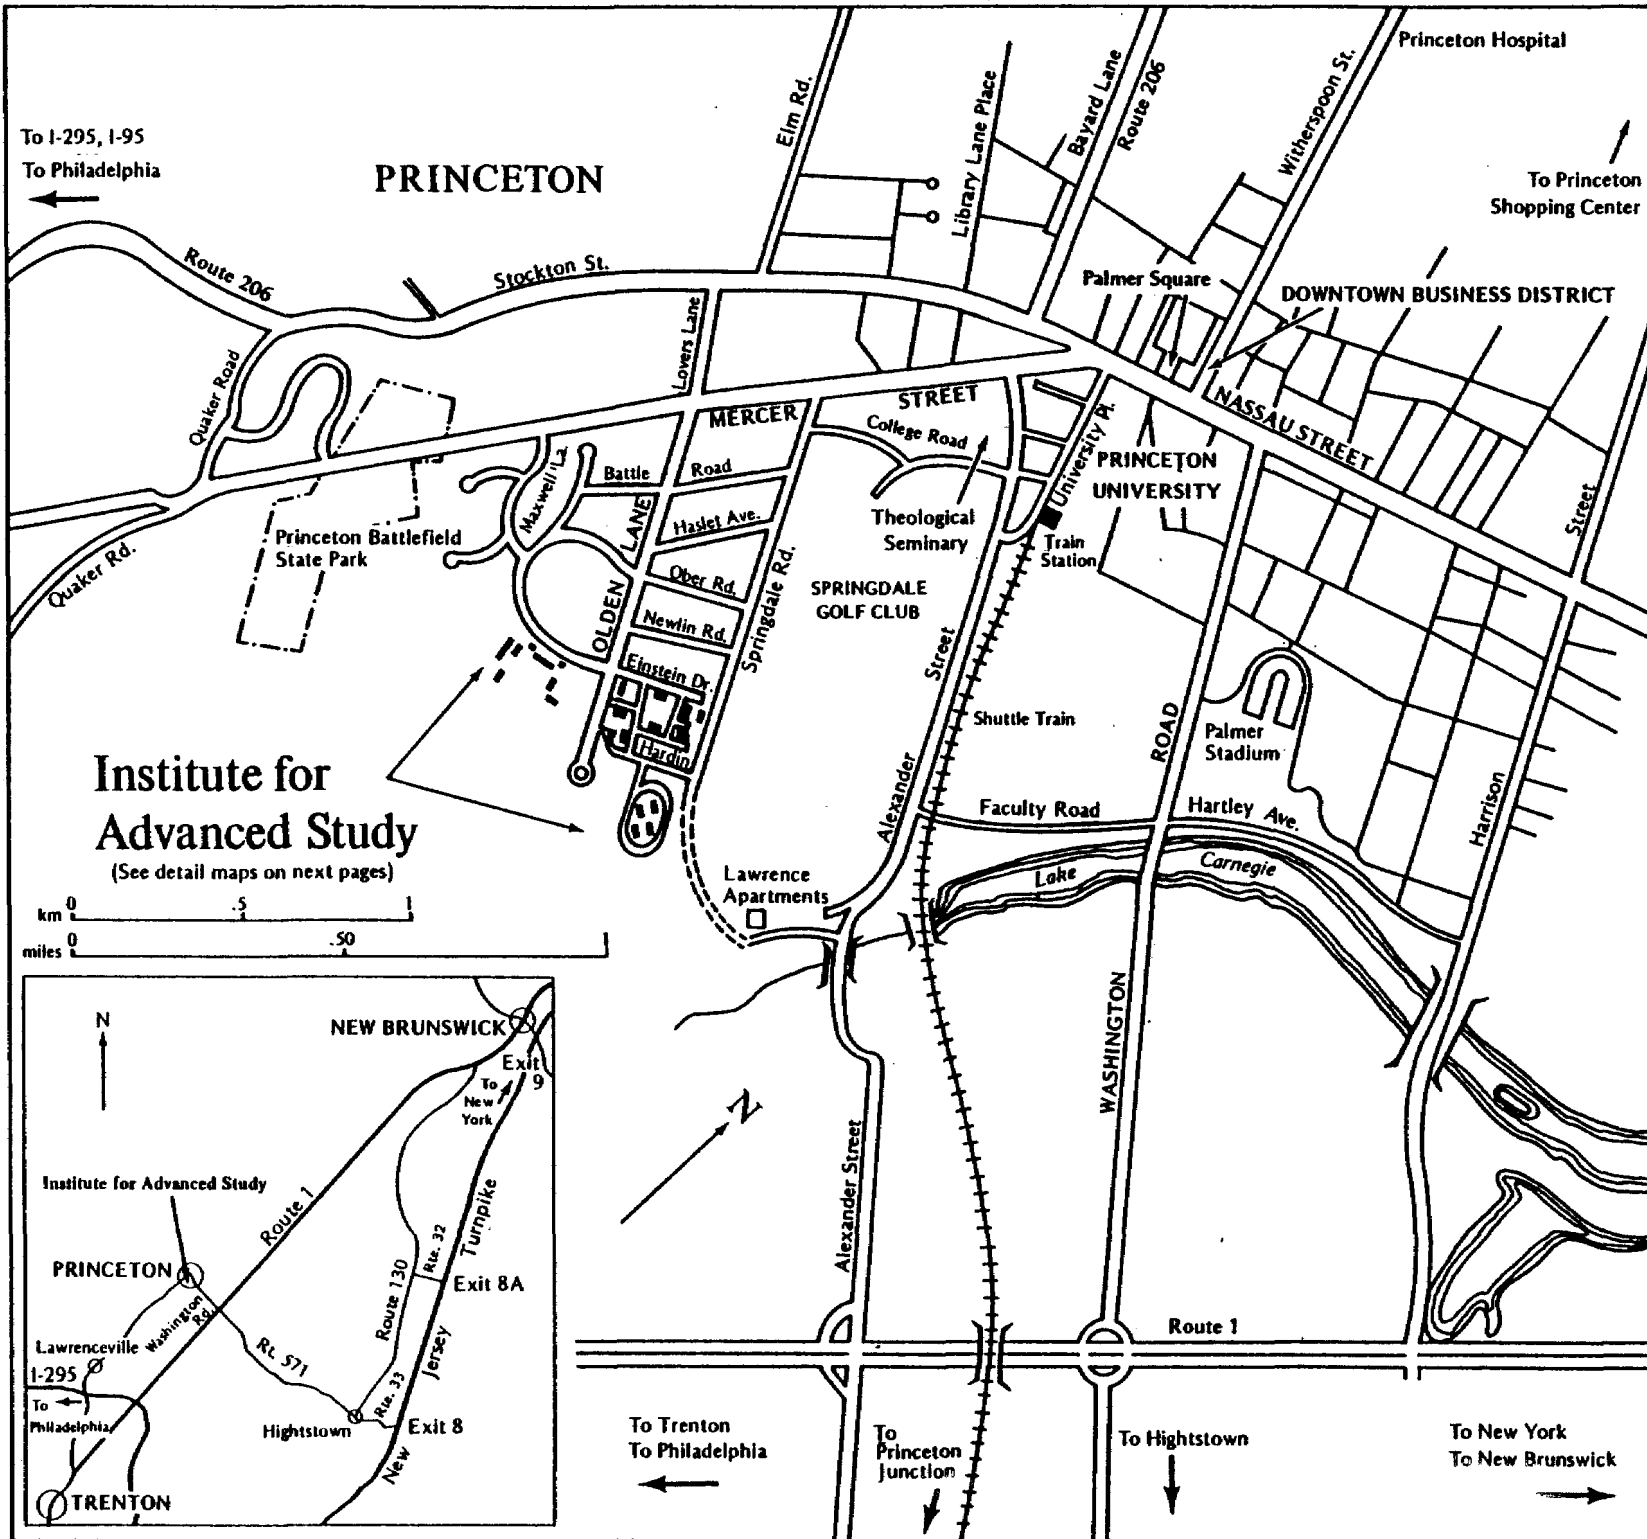 Princeton Hospital
Elm Rd.
Library Lane Place
Bayard Lane
Route 206
Witherspoon St.
To I-295, I-95
To Philadelphia
PRINCETON
To Princeton
Shopping Center
Route 206
Stockton St.
Palmer Square
DOWNTOWN BUSINESS DISTRICT
Quaker Road
Lovers Lane
MERCER
STREET
College Road
University Pl.
NASSAU STREET
PRINCETON
UNIVERSITY
Maxwell La.
Battle
Road
Haslet Ave.
Theological
Seminary
Train
Station
Street
Princeton Battlefield
State Park
Quaker Rd.
OLDEN
LANE
Ober Rd.
Newlin Rd.
Einstein Dr.
Hardin
Springdale Rd.
SPRINGDALE
GOLF CLUB
Alexander
Street
Shuttle Train
ROAD
Palmer
Stadium
Institute for
Advanced Study
(See detail maps on next pages)
Faculty Road
Hartley Ave.
Harrison
Lake
Carnegie
Lawrence
Apartments
km 0 .5 1
miles 0 .50 1
WASHINGTON
N
Alexander Street
Route 1
To Trenton
To Philadelphia
To
Princeton
Junction
To Hightstown
To New York
To New Brunswick
N
NEW BRUNSWICK
Exit
9
To
New
York
Institute for Advanced Study
Route 1
Turnpike
Rte. 32
PRINCETON
Exit 8A
Washington
Rd.
Route 130
Lawrenceville
Rt. 571
Jersey
I-295
To
Philadelphia
Rte. 33
Hightstown
Exit 8
New
TRENTON